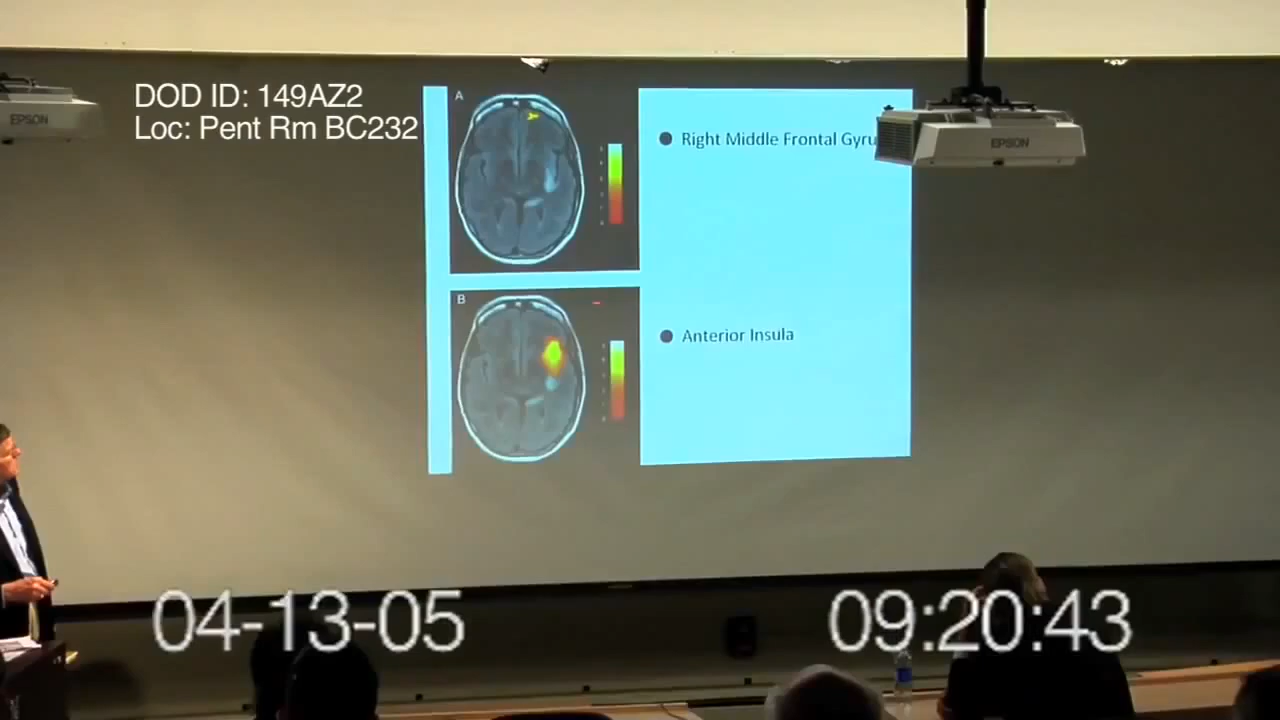 DOD ID: 149AZ2
Loc: Pent Rm BC232
EPSON
EPSON
A
Right Middle Frontal Gyru
B
Anterior Insula
04-13-05
09:20:43